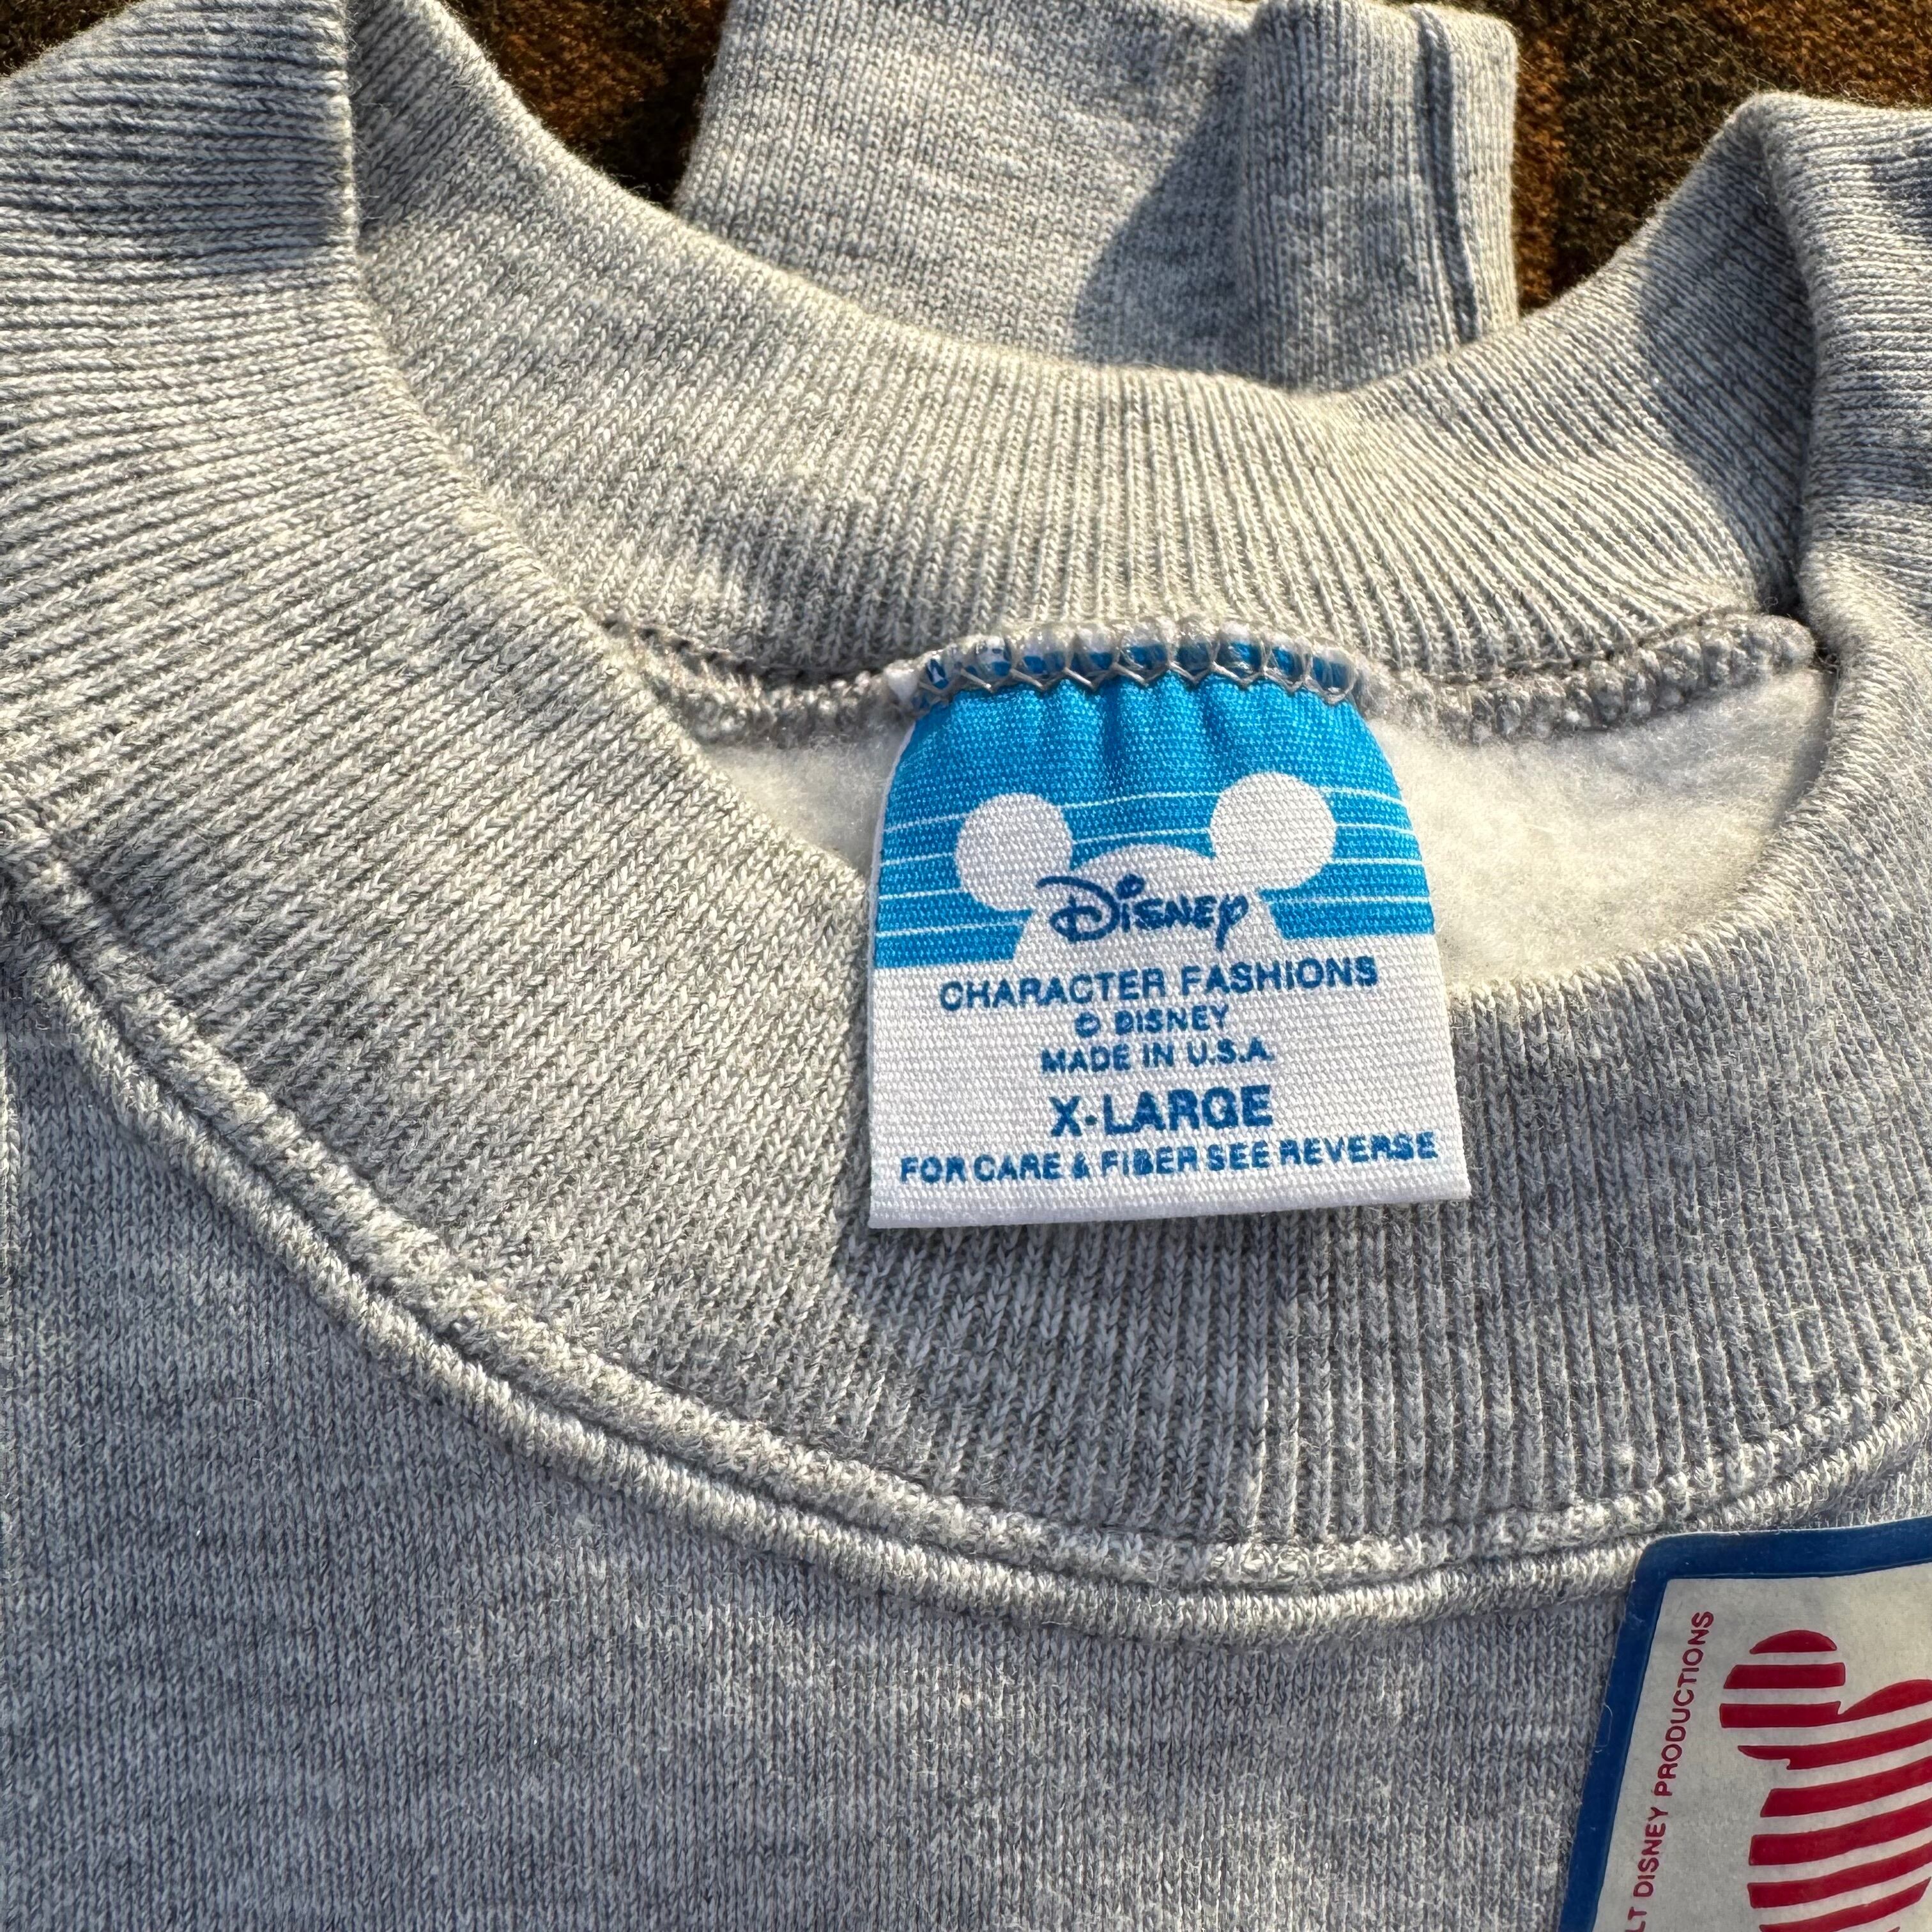 Disney
CHARACTER FASHIONS
© DISNEY
MADE IN U.S.A.
X-LARGE
FOR CARE & FIBER SEE REVERSE
DISNEY PRODUCTIONS